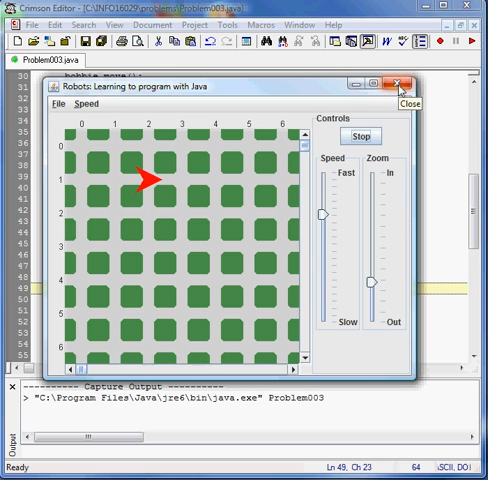 Crimson Editor - [C:\INFO16029\problems\Problem003.java]
File Edit Search View Document Project Tools Macros Window Help
Problem003.java
30 bobbie.move();
31
Robots: Learning to program with Java
Close
File Speed
Controls
Stop
Speed Zoom
Fast In
Slow Out
0 1 2 3 4 5 6
0
1
2
3
4
5
6
35
36
37
38
39
40
41
42
43
44
45
46
47
48
49
50
51
52
53
54
55
---------- Capture Output ----------
> "C:\Program Files\Java\jre6\bin\java.exe" Problem003
Output
Ready Ln 49, Ch 23 64 ASCII, DOS